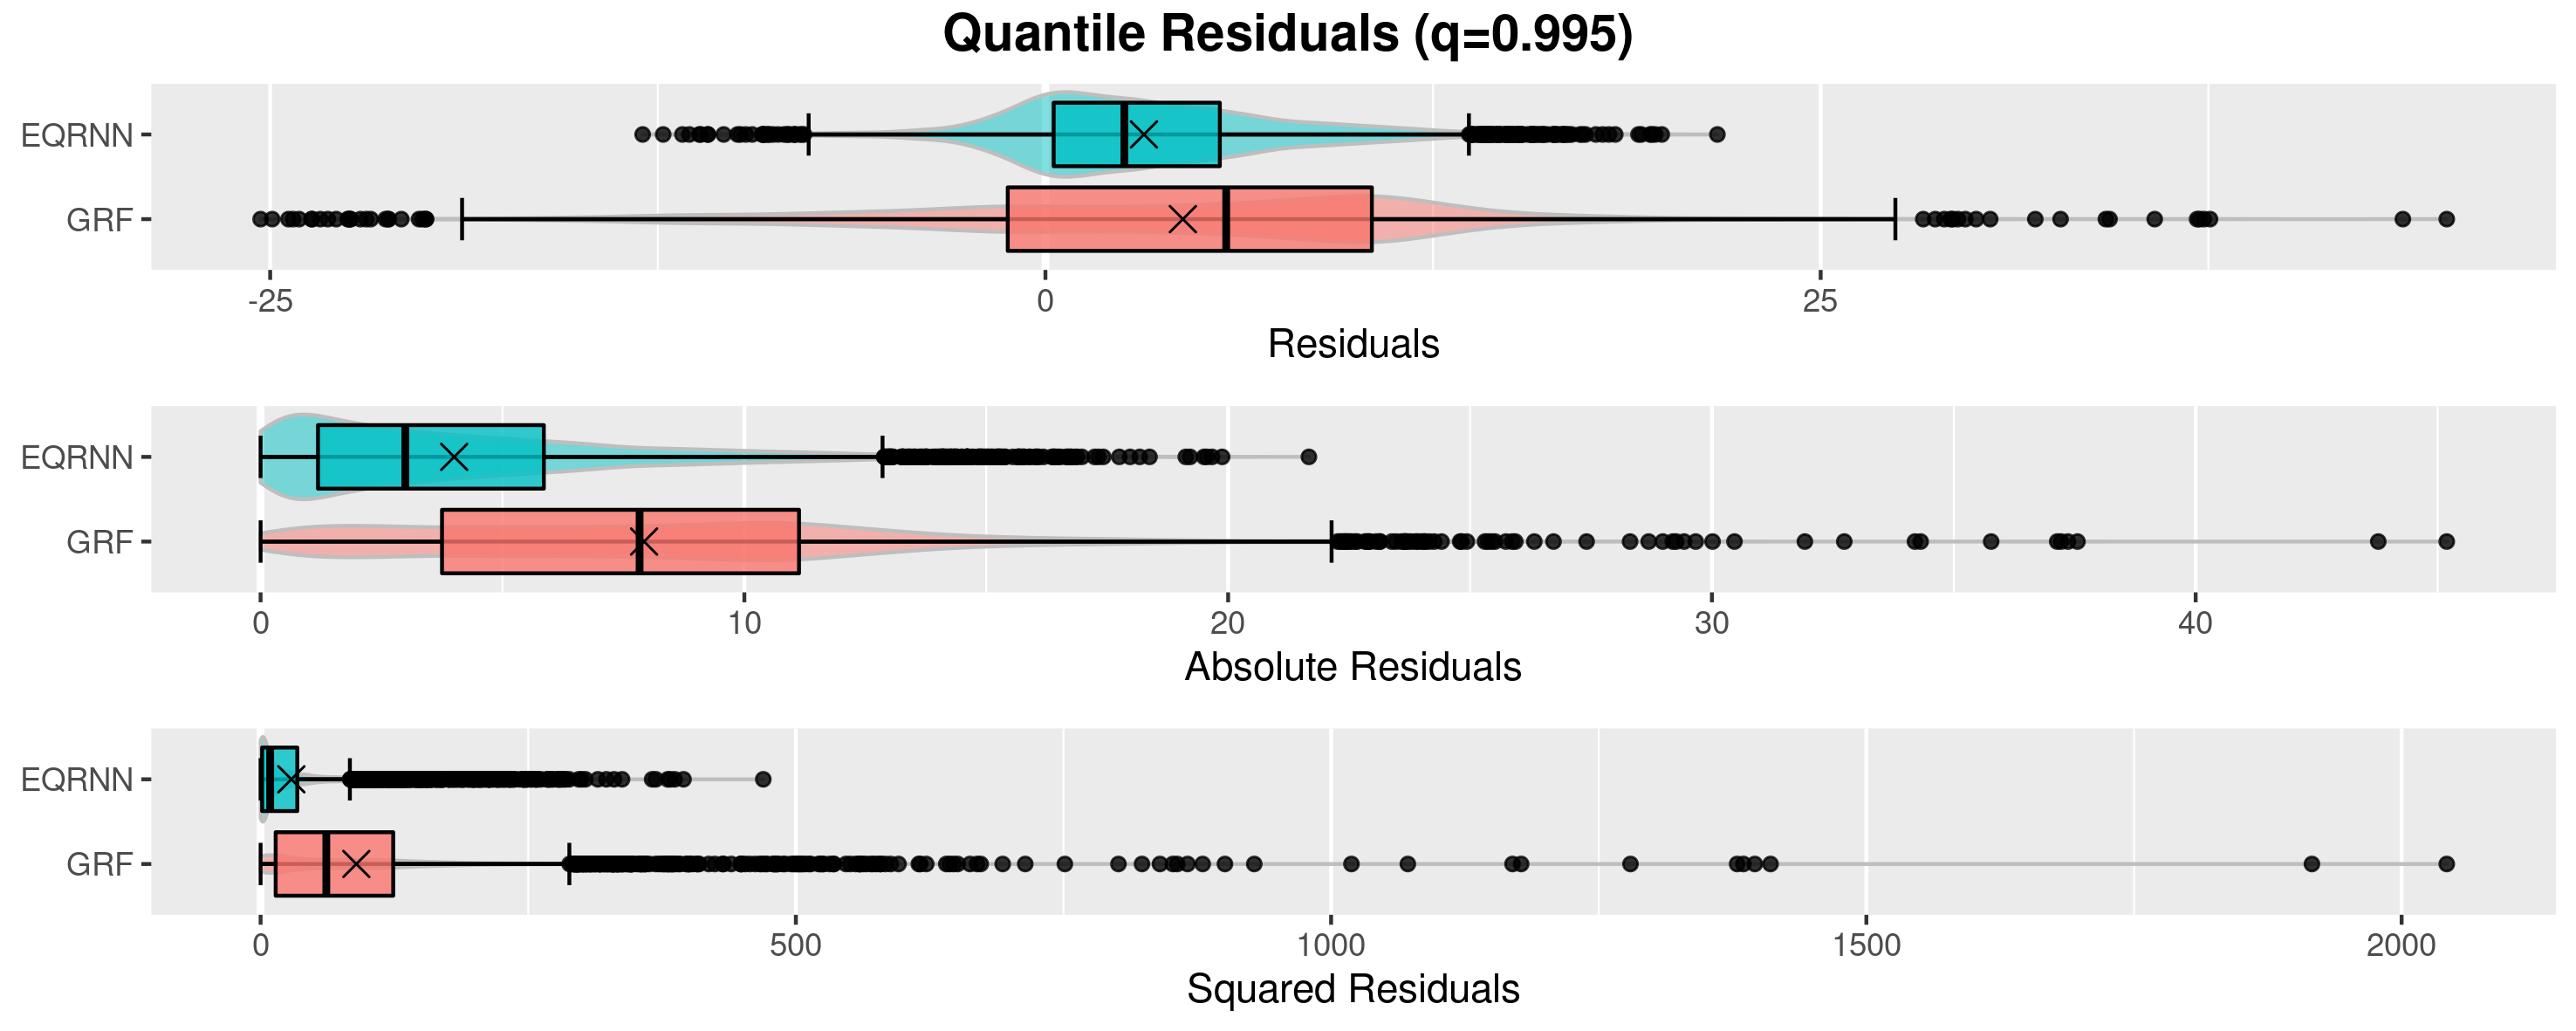 Quantile Residuals (q=0.995)
EQRNN
GRF
-25 0 25
Residuals
EQRNN
GRF
0 10 20 30 40
Absolute Residuals
EQRNN
GRF
0 500 1000 1500 2000
Squared Residuals